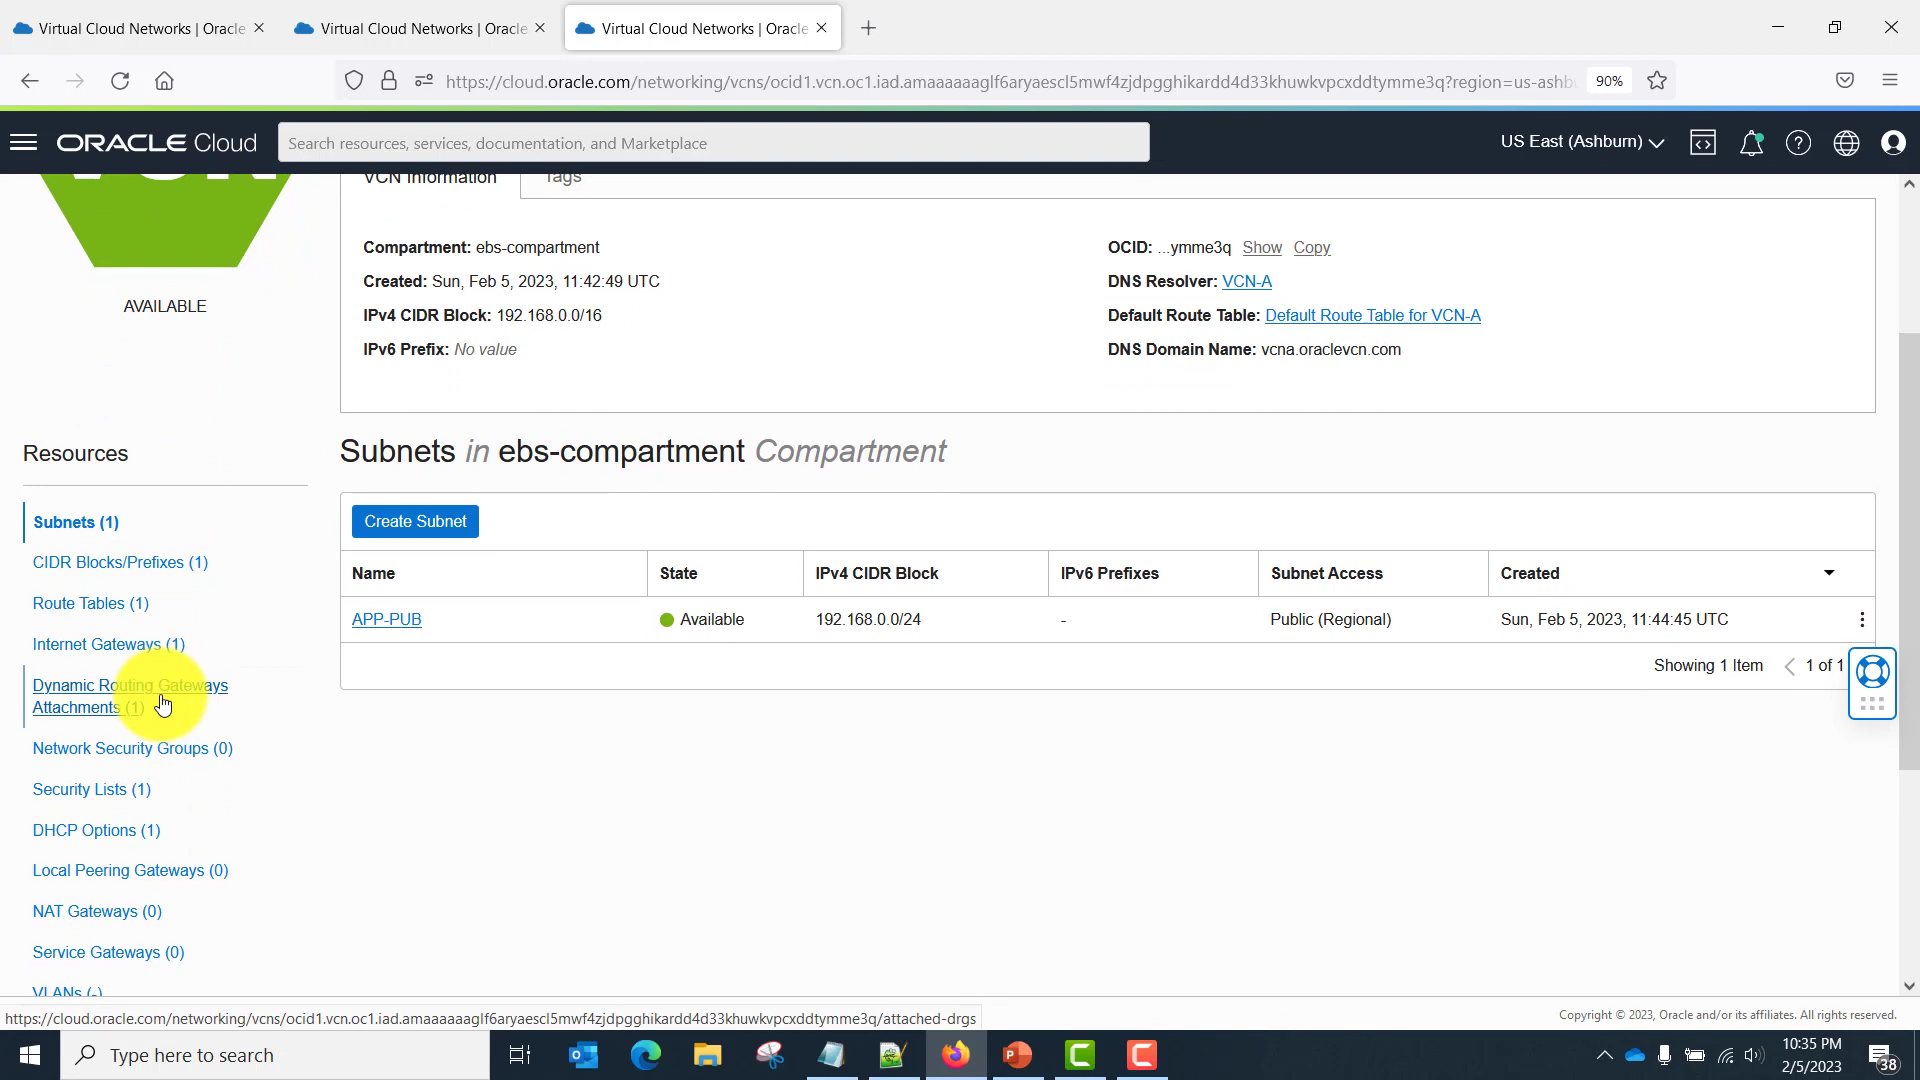 Virtual Cloud Networks | Oracle
Virtual Cloud Networks | Oracle
Virtual Cloud Networks | Oracle
https://cloud.oracle.com/networking/vcns/ocid1.vcn.oc1.iad.amaaaaaaglf6aryaescl5mwf4zjdpgghikardd4d33khuwkvpcxddtymme3q?region=us-ashb
90%
ORACLE Cloud
Search resources, services, documentation, and Marketplace
US East (Ashburn)
VCN
AVAILABLE
VCN Information
Tags
Compartment: ebs-compartment
Created: Sun, Feb 5, 2023, 11:42:49 UTC
IPv4 CIDR Block: 192.168.0.0/16
IPv6 Prefix: No value
OCID: ...ymme3q Show Copy
DNS Resolver: VCN-A
Default Route Table: Default Route Table for VCN-A
DNS Domain Name: vcna.oraclevcn.com
Resources
Subnets (1)
CIDR Blocks/Prefixes (1)
Route Tables (1)
Internet Gateways (1)
Dynamic Routing Gateways
Attachments (1)
Network Security Groups (0)
Security Lists (1)
DHCP Options (1)
Local Peering Gateways (0)
NAT Gateways (0)
Service Gateways (0)
VLANs (-)
Subnets in ebs-compartment Compartment
Create Subnet
Name State IPv4 CIDR Block IPv6 Prefixes Subnet Access Created
APP-PUB Available 192.168.0.0/24 - Public (Regional) Sun, Feb 5, 2023, 11:44:45 UTC
Showing 1 Item 1 of 1
https://cloud.oracle.com/networking/vcns/ocid1.vcn.oc1.iad.amaaaaaaglf6aryaescl5mwf4zjdpgghikardd4d33khuwkvpcxddtymme3q/attached-drgs
Copyright © 2023, Oracle and/or its affiliates. All rights reserved.
Type here to search
10:35 PM
2/5/2023
38